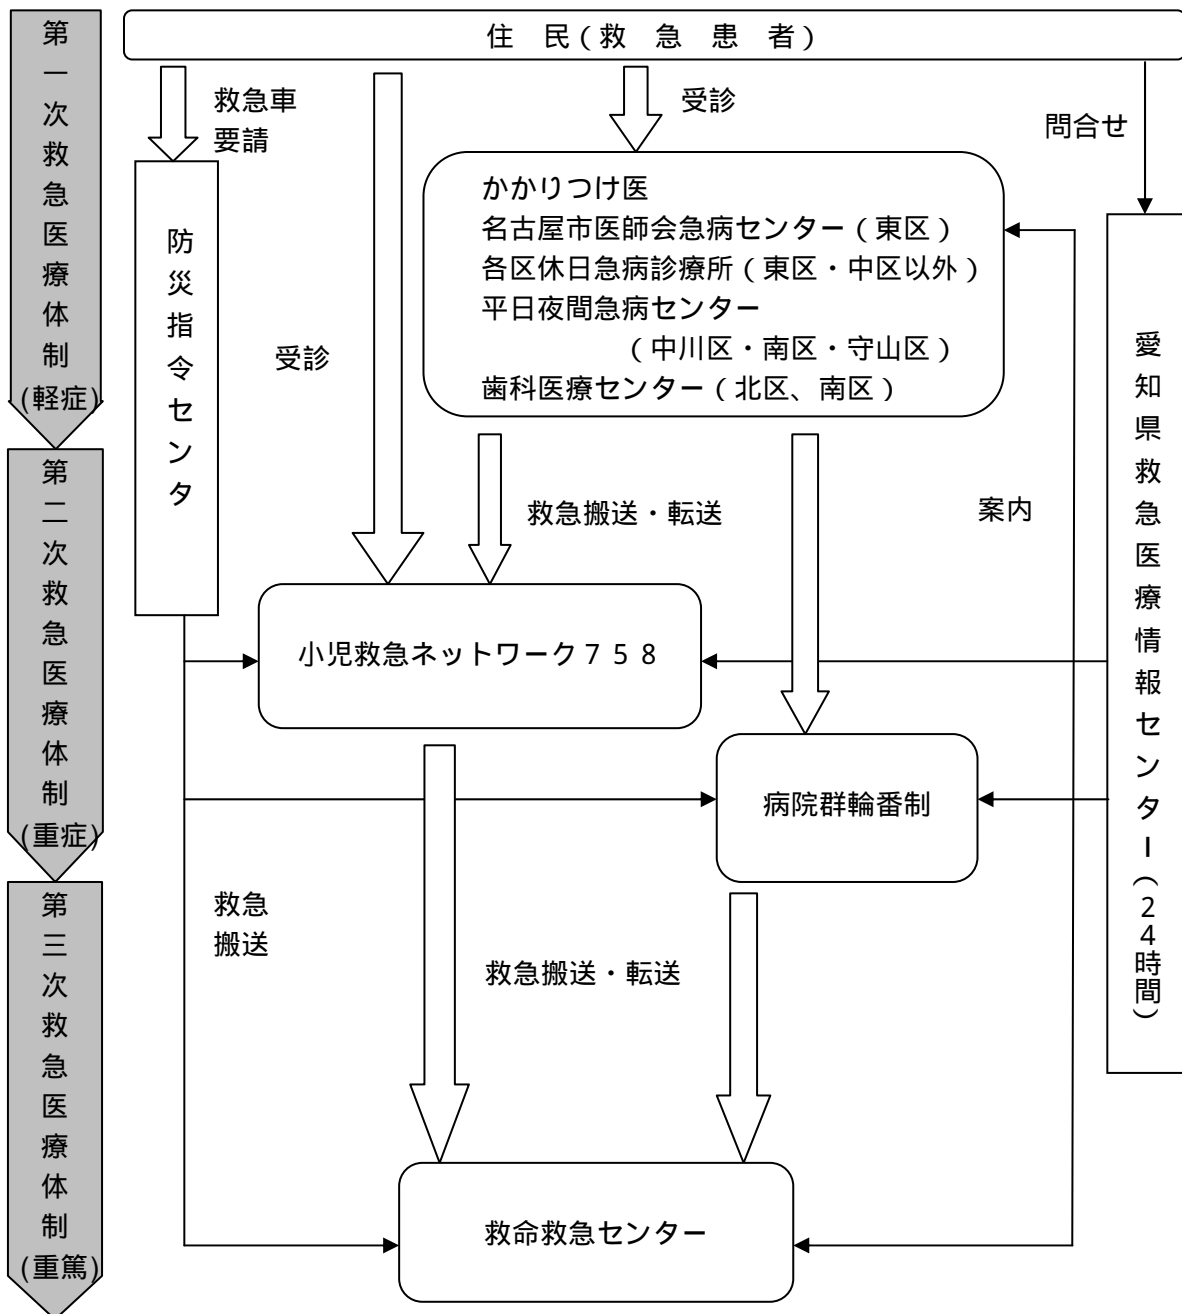 住　民（救　急　患　者）
第一次救急医療体制
(軽症)
救急車
要請
受診
問合せ
防災指令センタ
かかりつけ医
名古屋市医師会急病センター（東区）
各区休日急病診療所（東区・中区以外）
平日夜間急病センター
（中川区・南区・守山区）
歯科医療センター（北区、南区）
受診
愛知県救急医療情報センター(24時間)
第二次救急医療体制
(重症)
救急搬送・転送
案内
小児救急ネットワーク７５８
病院群輪番制
第三次救急医療体制
(重篤)
救急
搬送
救急搬送・転送
救命救急センター